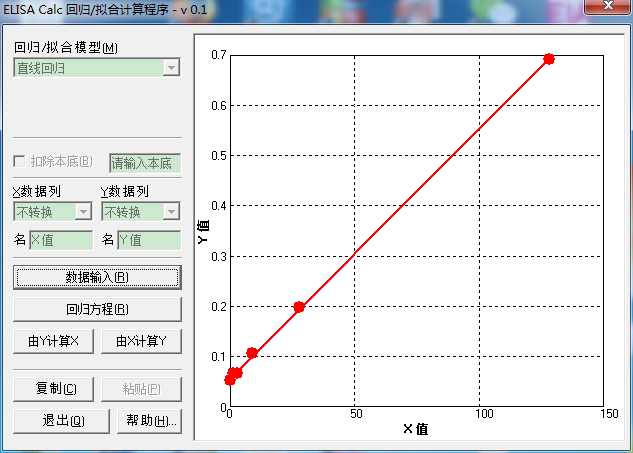 ELISA Calc 回归/拟合计算程序 - v 0.1
回归/拟合模型(M)
直线回归
扣除本底(B) 请输入本底
X数据列 Y数据列
不转换 不转换
名 X值 名 Y值
数据输入(R)
回归方程(R)
由Y计算X 由X计算Y
复制(C) 粘贴(P)
退出(Q) 帮助(H)...
0.7
0.6
0.5
0.4
0.3
0.2
0.1
0
Y值
0 50 100 150
X值